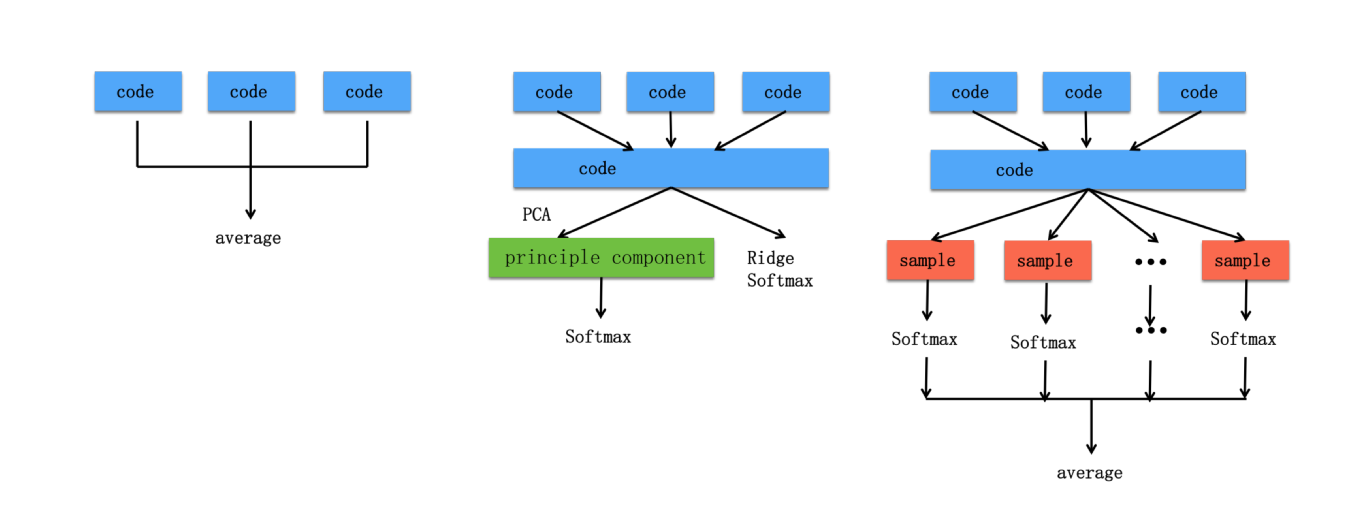 code code code
average
code code code
code
PCA
principle component
Ridge
Softmax
Softmax
code code code
code
sample sample ••• sample
Softmax Softmax ••• Softmax
average